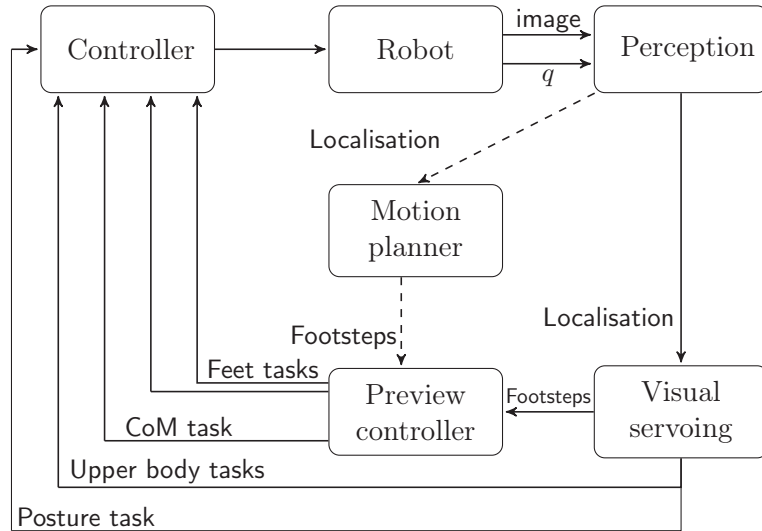 Controller
Robot
image
q
Perception
Localisation
Motion
planner
Footsteps
Localisation
Feet tasks
Preview
controller
Footsteps
Visual
servoing
CoM task
Upper body tasks
Posture task